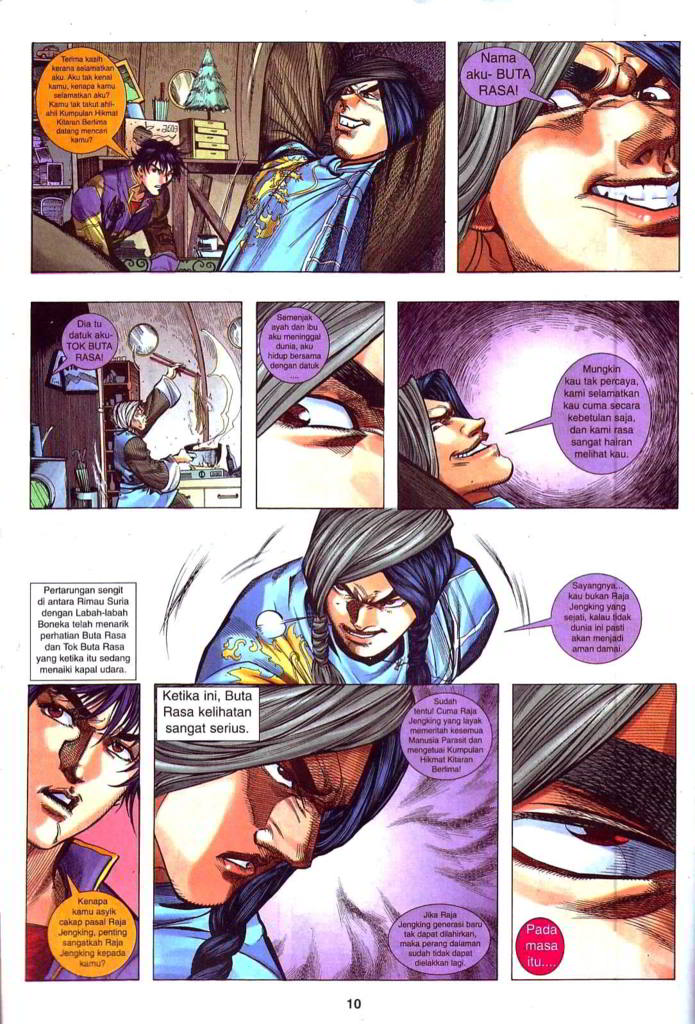 Terima kasih
kerana selamatkan
aku. Aku tak kenal
kamu, kenapa kamu
selamatkan aku?
Kamu tak takut ahli-
ahli Kumpulan Hikmat
Kitaran Berlima
datang mencari
kamu?
Nama
aku- BUTA
RASA!
Dia tu
datuk aku-
TOK BUTA
RASA!
Semenjak
ayah dan ibu
aku meninggal
dunia, aku
hidup bersama
dengan datuk
....
Mungkin
kau tak percaya,
kami selamatkan
kau cuma secara
kebetulan saja,
dan kami rasa
sangat hairan
melihat kau.
Pertarungan sengit
di antara Rimau Suria
dengan Labah-labah
Boneka telah menarik
perhatian Buta Rasa
dan Tok Buta Rasa
yang ketika itu sedang
menaiki kapal udara.
Sayangnya...
kau bukan Raja
Jengking yang
sejati, kalau tidak
dunia ini pasti
akan menjadi
aman damai.
Kenapa
kamu asyik
cakap pasal Raja
Jengking, penting
sangatkah Raja
Jengking kepada
kamu?
Ketika ini, Buta
Rasa kelihatan
sangat serius.
Sudah
tentu! Cuma Raja
Jengking yang layak
memeritah kesemua
Manusia Parasit dan
mengetuai Kumpulan
Hikmat Kitaran
Berlima!
Jika Raja
Jengking generasi baru
tak dapat dilahirkan,
maka perang dalaman
sudah tidak dapat
dielakkan lagi.
Pada
masa
itu....
10